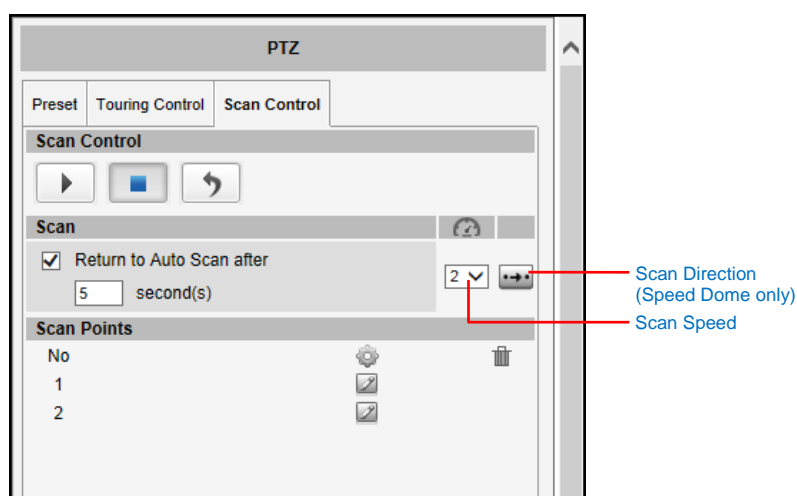 PTZ
Preset Touring Control Scan Control
Scan Control
Scan
Return to Auto Scan after
5 second(s)
2
Scan Direction
(Speed Dome only)
Scan Speed
Scan Points
No
1
2